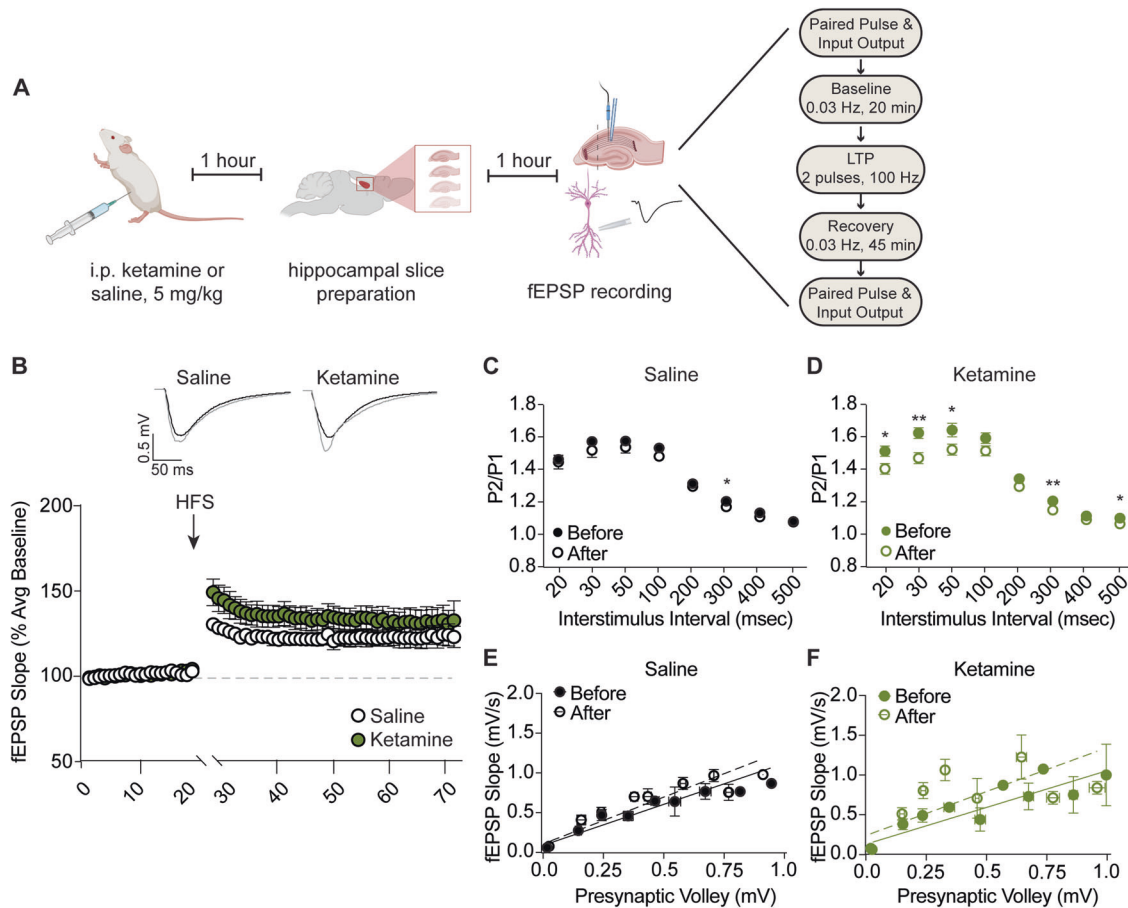 A
1 hour
1 hour
i.p. ketamine or
saline, 5 mg/kg
hippocampal slice
preparation
fEPSP recording
Paired Pulse &
Input Output
Baseline
0.03 Hz, 20 min
LTP
2 pulses, 100 Hz
Recovery
0.03 Hz, 45 min
Paired Pulse &
Input Output
B
Saline
Ketamine
0.5 mV
50 ms
HFS
fEPSP Slope (% Avg Baseline)
200
150
100
50
0
10
20
30
40
50
60
70
Saline
Ketamine
C
Saline
P2/P1
1.8
1.6
1.4
1.2
1.0
0.8
*
Before
After
20
30
50
100
200
300
400
500
Interstimulus Interval (msec)
D
Ketamine
P2/P1
1.8
1.6
1.4
1.2
1.0
0.8
*
**
*
**
*
Before
After
20
30
50
100
200
300
400
500
Interstimulus Interval (msec)
E
Saline
fEPSP Slope (mV/s)
2.0
1.5
1.0
0.5
0.0
Before
After
0.0
0.25
0.50
0.75
1.0
Presynaptic Volley (mV)
F
Ketamine
fEPSP Slope (mV/s)
2.0
1.5
1.0
0.5
0.0
Before
After
0.0
0.25
0.50
0.75
1.0
Presynaptic Volley (mV)